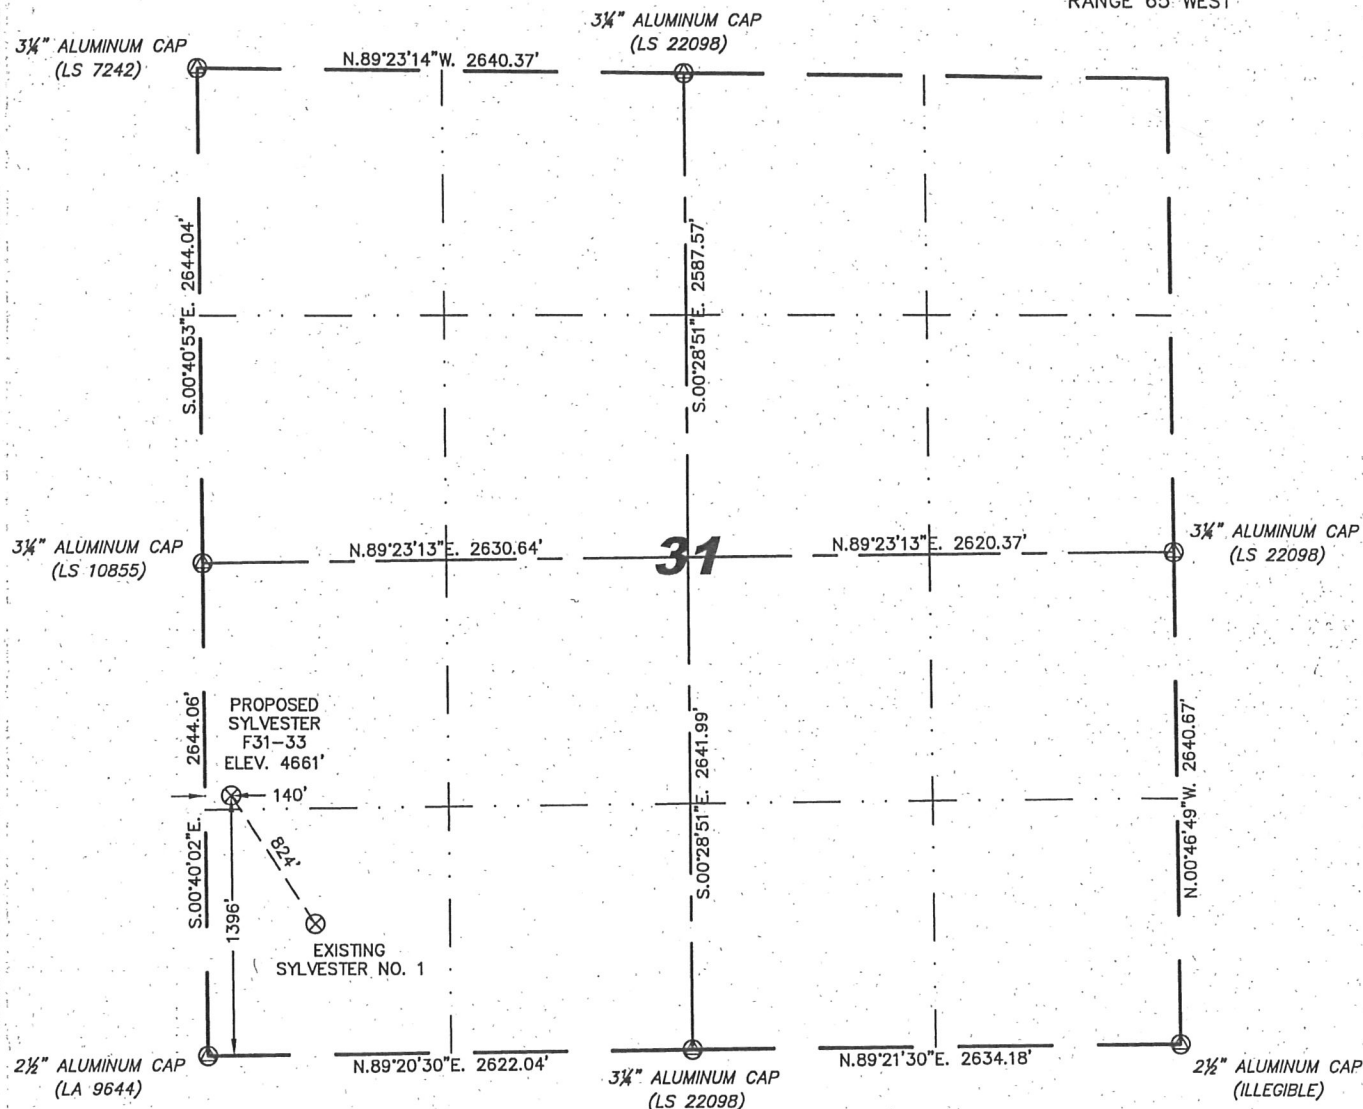 RANGE 65 WEST
3¼" ALUMINUM CAP
(LS 22098)
3¼" ALUMINUM CAP
(LS 7242)
N.89°23'14"W. 2640.37'
S.00°40'53"E. 2644.04'
S.00°28'51"E. 2587.57'
3¼" ALUMINUM CAP
(LS 10855)
N.89°23'13"E. 2630.64'
31
N.89°23'13"E. 2620.37'
3¼" ALUMINUM CAP
(LS 22098)
S.00°40'02"E. 2644.06'
PROPOSED
SYLVESTER
F31-33
ELEV. 4661'
140'
824'
1396'
EXISTING
SYLVESTER NO. 1
S.00°28'51"E. 2641.99'
N.00°46'49"W. 2640.67'
2½" ALUMINUM CAP
(LA 9644)
N.89°20'30"E. 2622.04'
3¼" ALUMINUM CAP
(LS 22098)
N.89°21'30"E. 2634.18'
2½" ALUMINUM CAP
(ILLEGIBLE)